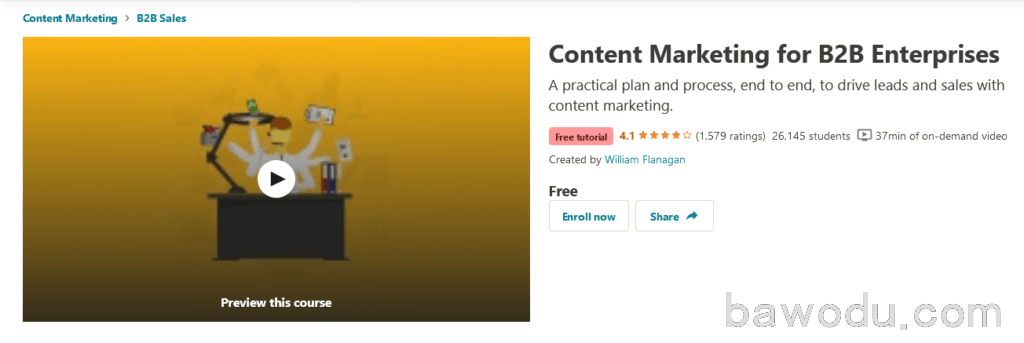 Content Marketing > B2B Sales
Content Marketing for B2B Enterprises
A practical plan and process, end to end, to drive leads and sales with
content marketing.
Free tutorial 4.1 (1,579 ratings) 26,145 students 37min of on-demand video
Created by William Flanagan
Free
Enroll now Share
Preview this course
bawodu.com